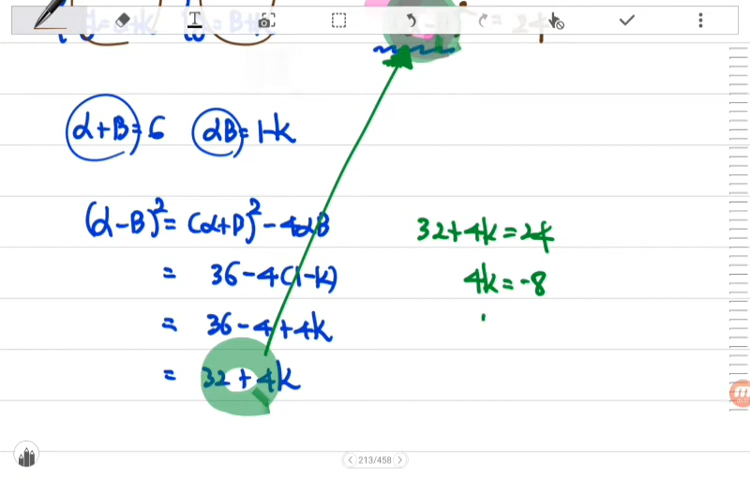 α+β=6 αβ=1-k
(α-β)²=(α+β)²-4αβ
= 36-4(1-k)
= 36-4+4k
= 32+4k
32+4k=24
4k=-8
213/458